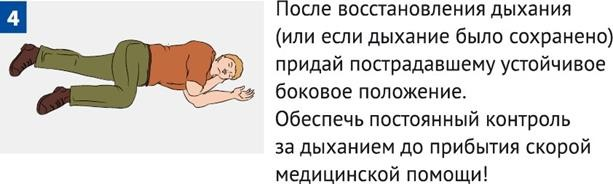 4
После восстановления дыхания
(или если дыхание было сохранено)
придай пострадавшему устойчивое
боковое положение.
Обеспечь постоянный контроль
за дыханием до прибытия скорой
медицинской помощи!